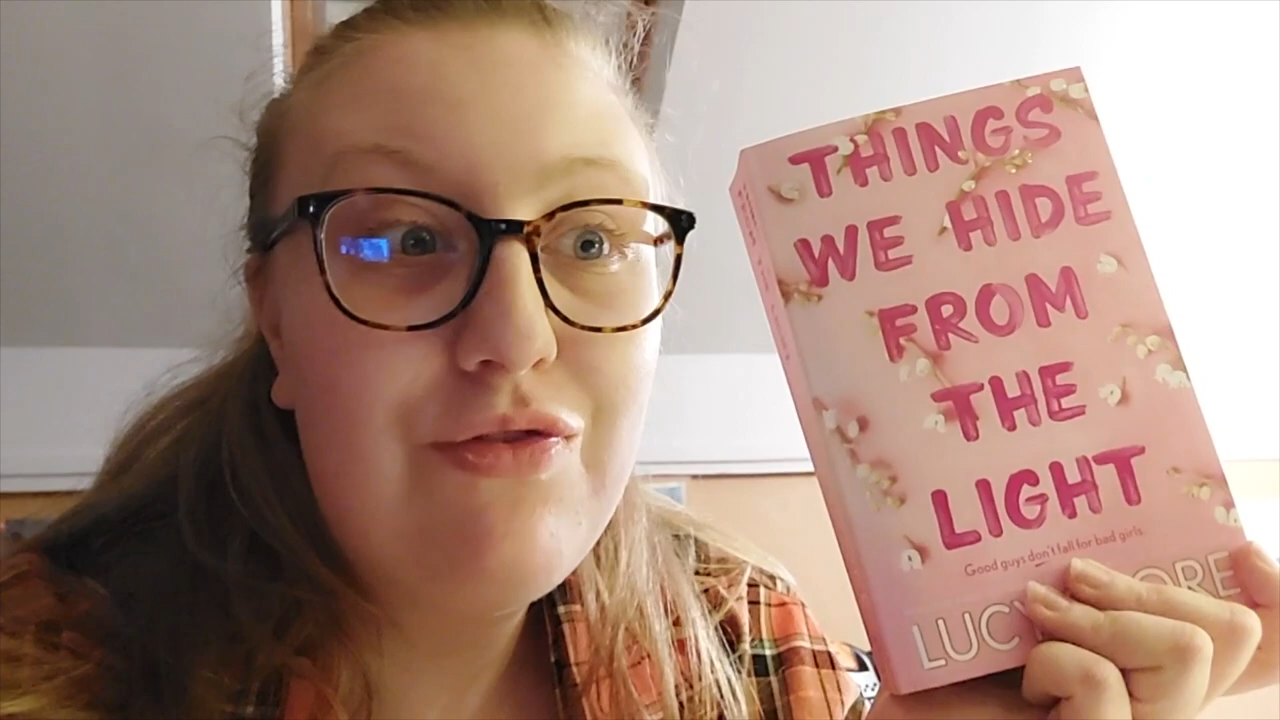 THINGS
WE HIDE
FROM
THE
LIGHT
Good guys don't fall for bad girls.
LUCY